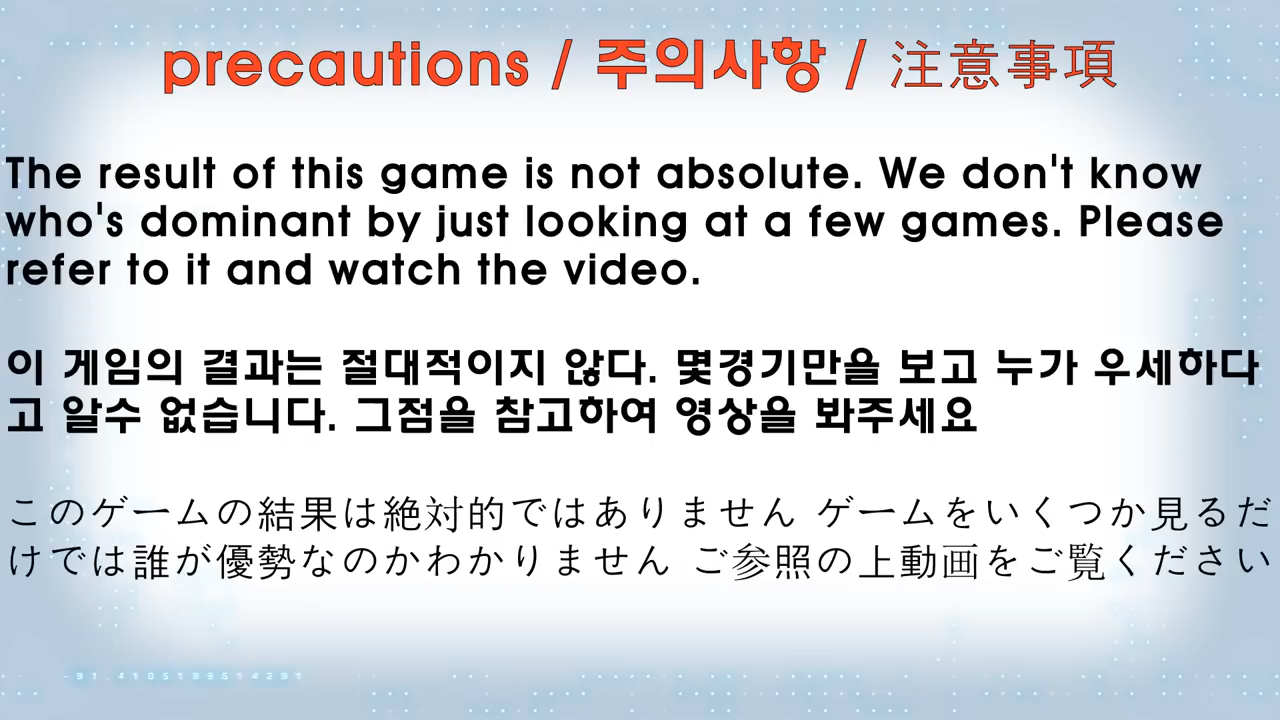 precautions / 주의사항 / 注意事項
The result of this game is not absolute. We don't know
who's dominant by just looking at a few games. Please
refer to it and watch the video.
이 게임의 결과는 절대적이지 않다. 몇경기만을 보고 누가 우세하다
고 알수 없습니다. 그점을 참고하여 영상을 봐주세요
このゲームの結果は絶対的ではありません ゲームをいくつか見るだ
けでは誰が優勢なのかわかりません ご参照の上動画をご覧ください